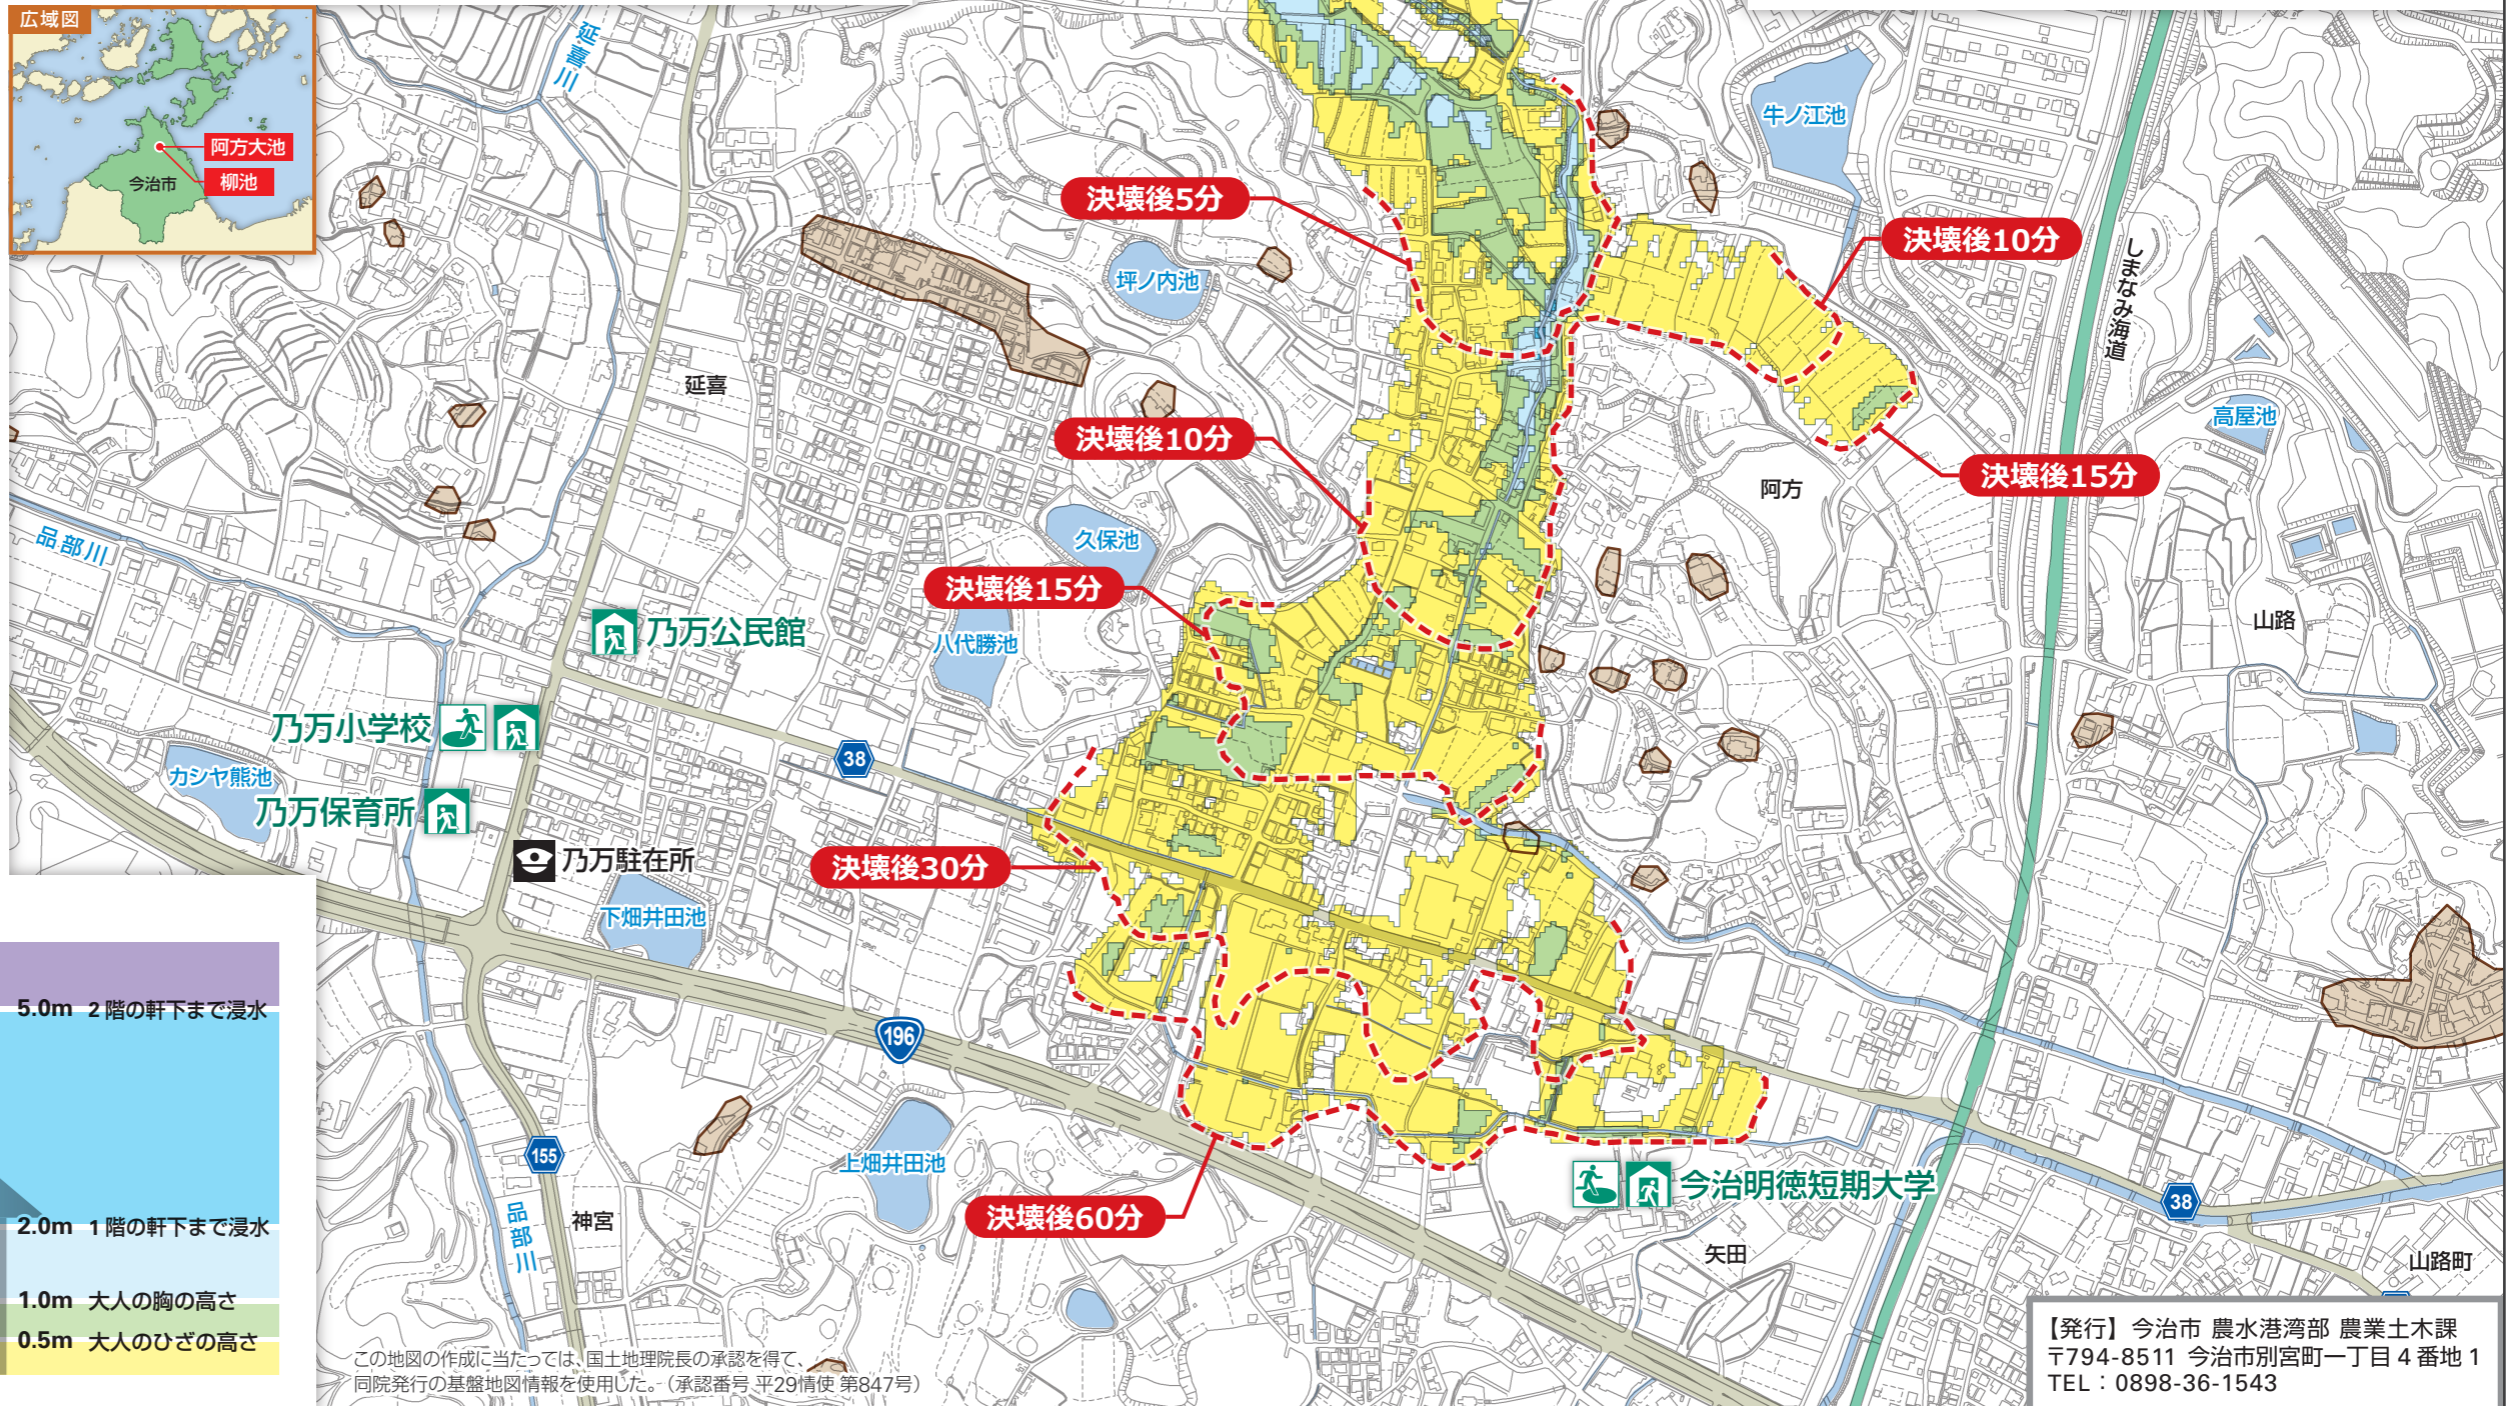 広域図
阿方大池
柳池
今治市
延喜川
牛ノ江池
決壊後5分
決壊後10分
しまなみ海道
坪ノ内池
延喜
高屋池
決壊後10分
決壊後15分
阿方
品部川
久保池
決壊後15分
山路
乃万公民館
八代勝池
乃万小学校
38
カシヤ熊池
乃万保育所
乃万駐在所
決壊後30分
下畑井田池
5.0m 2階の軒下まで浸水
196
155
上畑井田池
今治明徳短期大学
38
決壊後60分
品部川
神宮
2.0m 1階の軒下まで浸水
矢田
山路町
1.0m 大人の胸の高さ
0.5m 大人のひざの高さ
この地図の作成に当たっては、国土地理院長の承認を得て、
同院発行の基盤地図情報を使用した。（承認番号 平29情使 第847号）
【発行】今治市 農水港湾部 農業土木課
〒794-8511 今治市別宮町一丁目4番地1
TEL：0898-36-1543